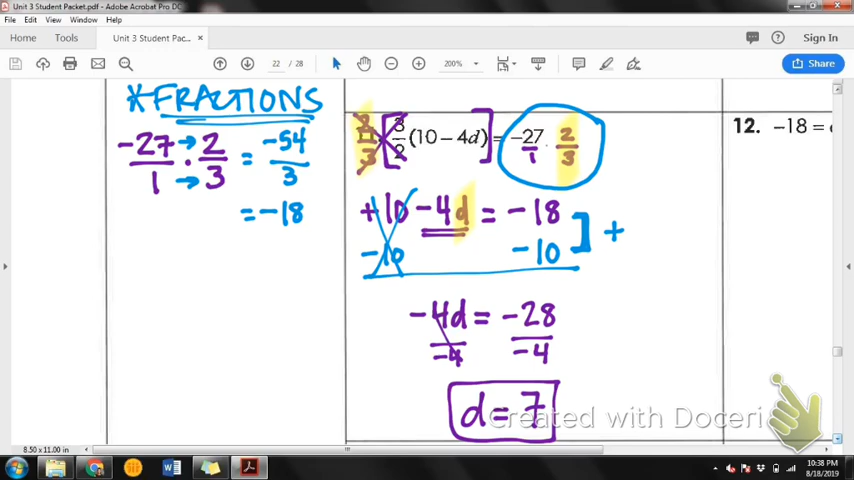 Unit 3 Student Packet.pdf - Adobe Acrobat Pro DC
File Edit View Window Help
Home Tools Unit 3 Student Pac... × Sign In
22 / 28 200% Share
*FRACTIONS
-27/1 · 2/3 = -54/3
= -18
2/3 [3/2 (10 − 4d)] = −27/1 · 2/3
+10 -4d = -18
-10 -10 ] +
-4d = -28
-4 -4
d = 7
12. −18 =
Created with Doceri
8.50 x 11.00 in
10:38 PM
8/18/2019